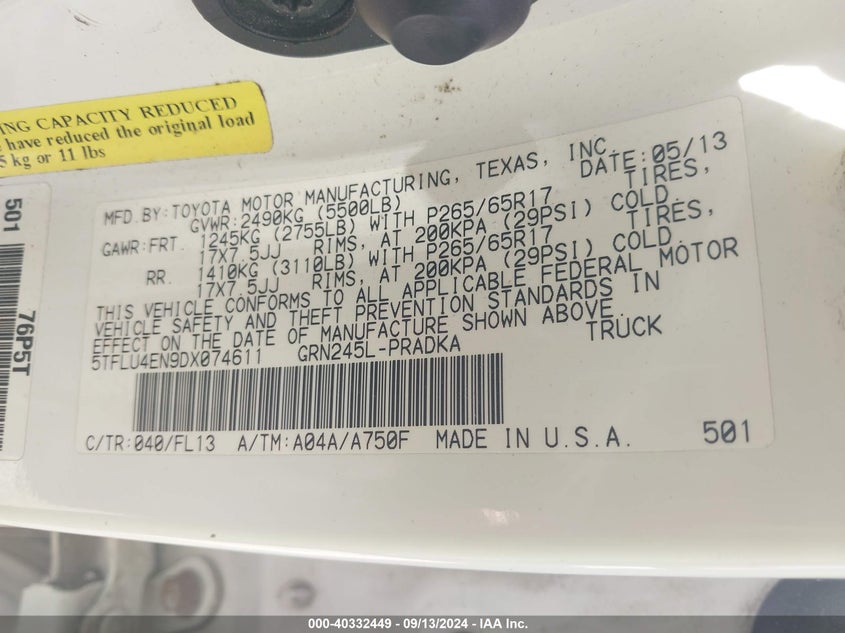 ING CAPACITY REDUCED
have reduced the original load
5 kg or 11 lbs
501
76P5T
MFD.BY:TOYOTA MOTOR MANUFACTURING, TEXAS, INC.
GVWR:2490KG (5500LB) DATE:05/13
GAWR:FRT. 1245KG (2755LB) WITH P265/65R17 TIRES,
17X7.5JJ RIMS, AT 200KPA (29PSI) COLD
RR. 1410KG (3110LB) WITH P265/65R17 TIRES,
17X7.5JJ RIMS, AT 200KPA (29PSI) COLD
THIS VEHICLE CONFORMS TO ALL APPLICABLE FEDERAL MOTOR
VEHICLE SAFETY AND THEFT PREVENTION STANDARDS IN
EFFECT ON THE DATE OF MANUFACTURE SHOWN ABOVE.
5TFLU4EN9DX074611 GRN245L-PRADKA TRUCK
C/TR:040/FL13 A/TM:A04A/A750F MADE IN U.S.A. 501
000-40332449 - 09/13/2024 - IAA Inc.